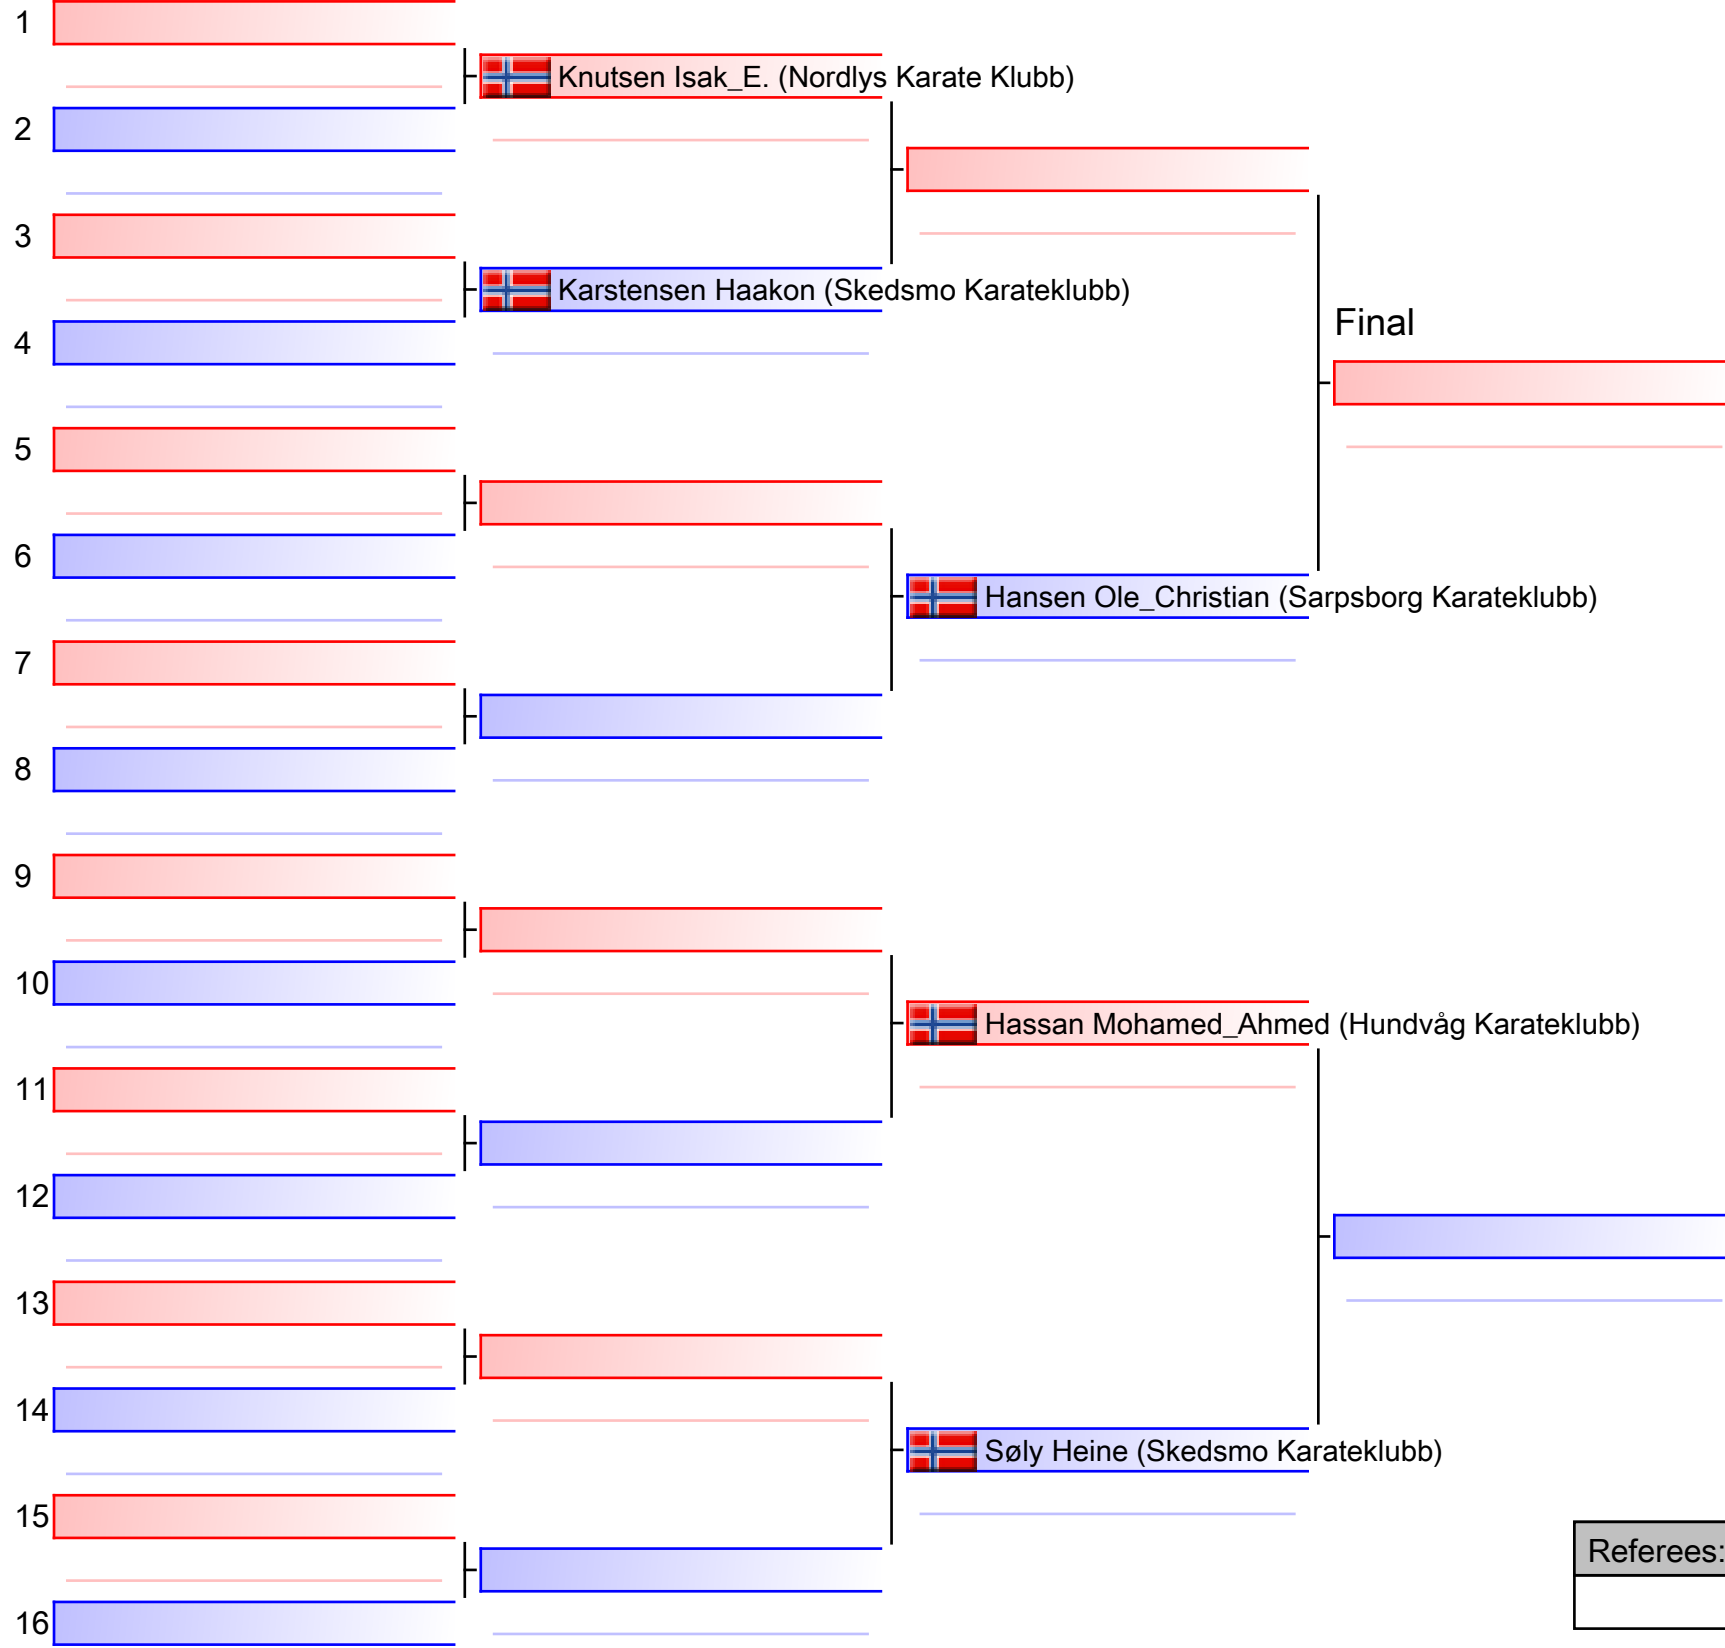 1
Knutsen Isak_E. (Nordlys Karate Klubb)
2
3
Karstensen Haakon (Skedsmo Karateklubb)
4
Final
5
6
Hansen Ole_Christian (Sarpsborg Karateklubb)
7
8
9
10
Hassan Mohamed_Ahmed (Hundvåg Karateklubb)
11
12
13
14
Søly Heine (Skedsmo Karateklubb)
15
Referees:
16